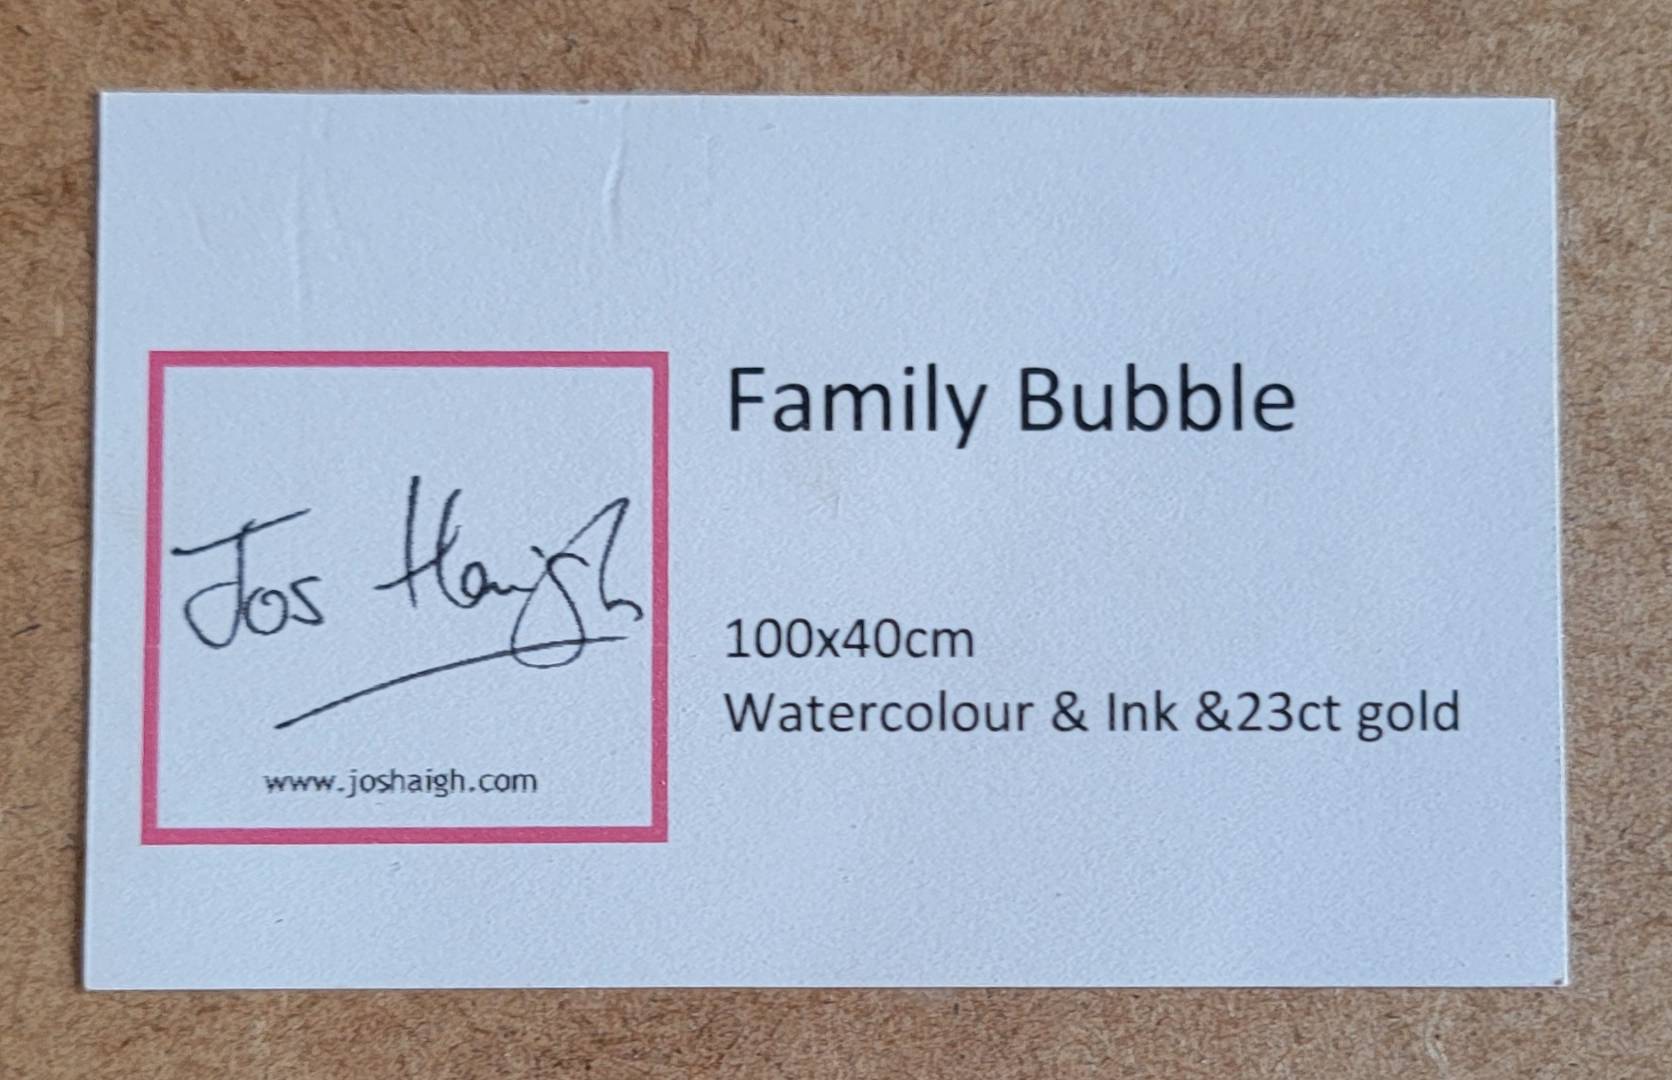 Jos Haigh
www.joshaigh.com
Family Bubble
100x40cm
Watercolour & Ink &23ct gold